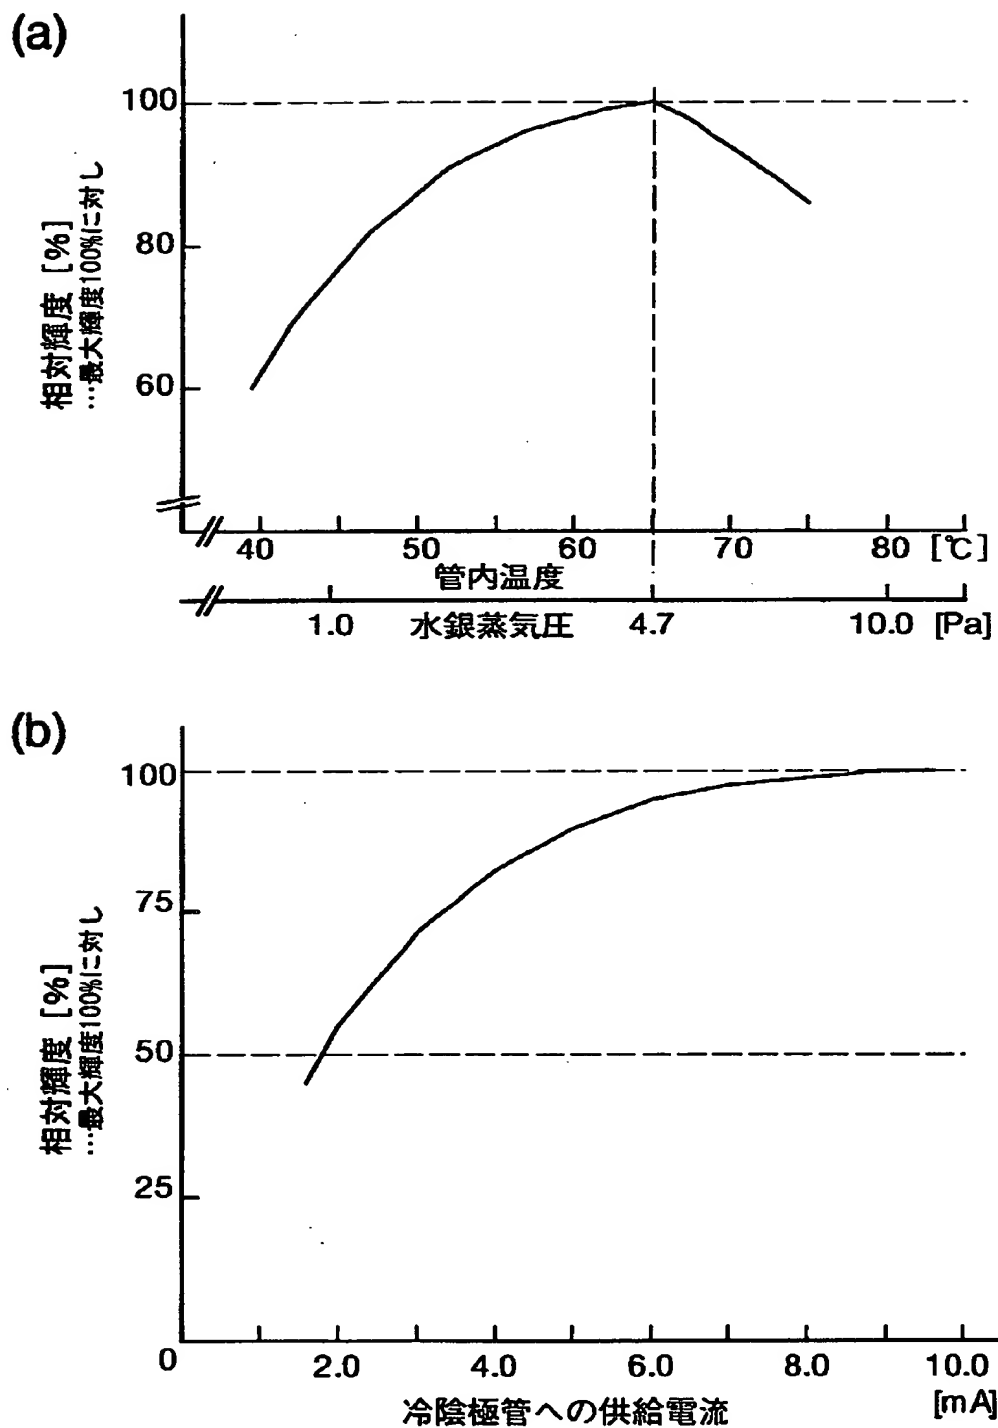 (a)
相対輝度 [%]
…最大輝度100%に対し
100
80
60
40 50 60 70 80 [℃]
管内温度
1.0 水銀蒸気圧 4.7 10.0 [Pa]
(b)
相対輝度 [%]
…最大輝度100%に対し
100
75
50
25
0 2.0 4.0 6.0 8.0 10.0
冷陰極管への供給電流 [mA]